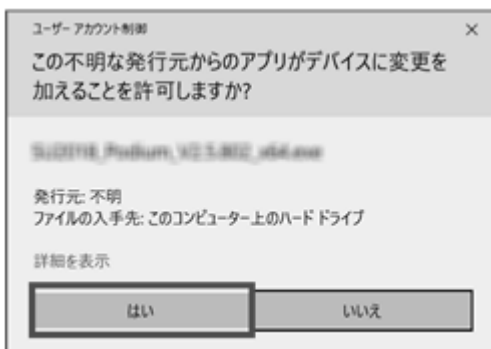 ユーザー アカウント制御
この不明な発行元からのアプリがデバイスに変更を
加えることを許可しますか?
発行元: 不明
ファイルの入手先: このコンピューター上のハード ドライブ
詳細を表示
はい
いいえ